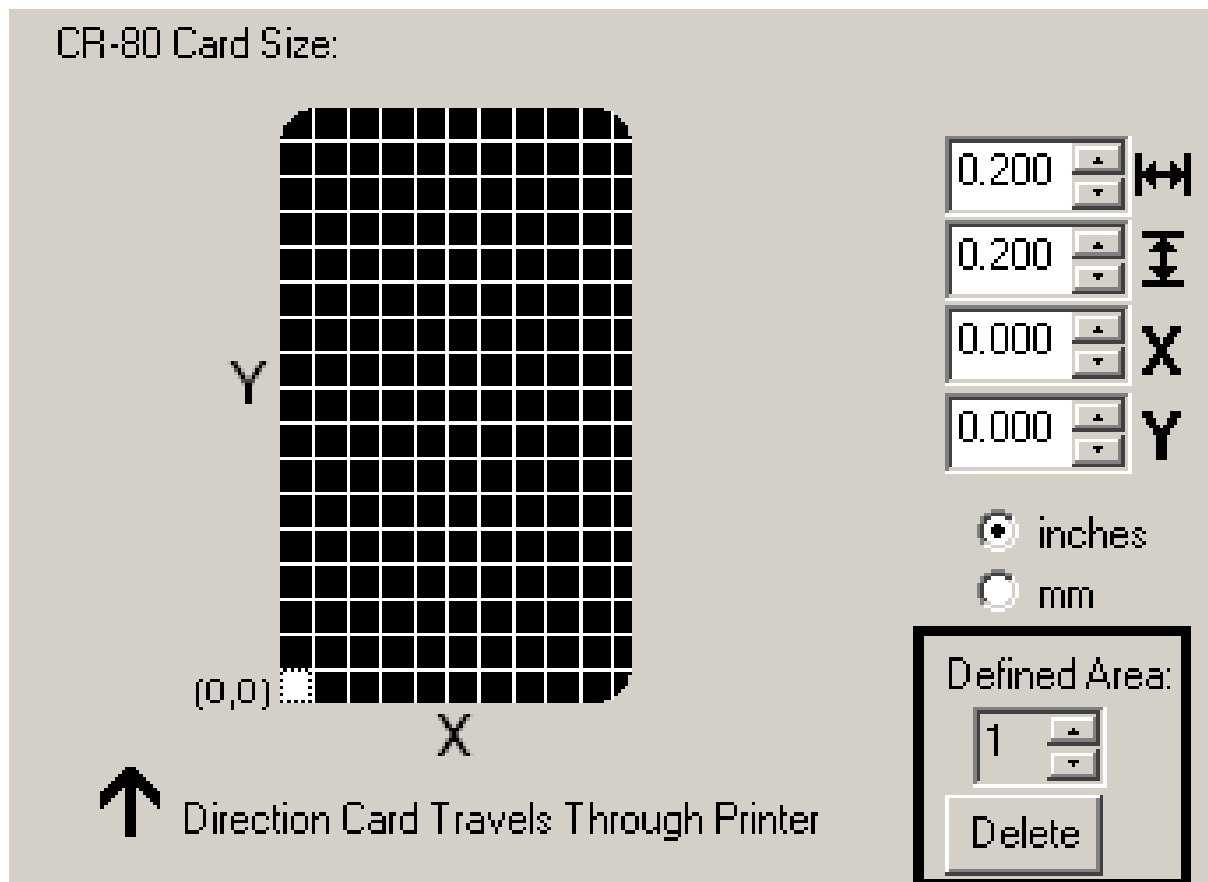 CR-80 Card Size:
0.200
0.200
0.000 X
Y
0.000 Y
inches
mm
(0,0)
X
Defined Area:
1
Direction Card Travels Through Printer
Delete